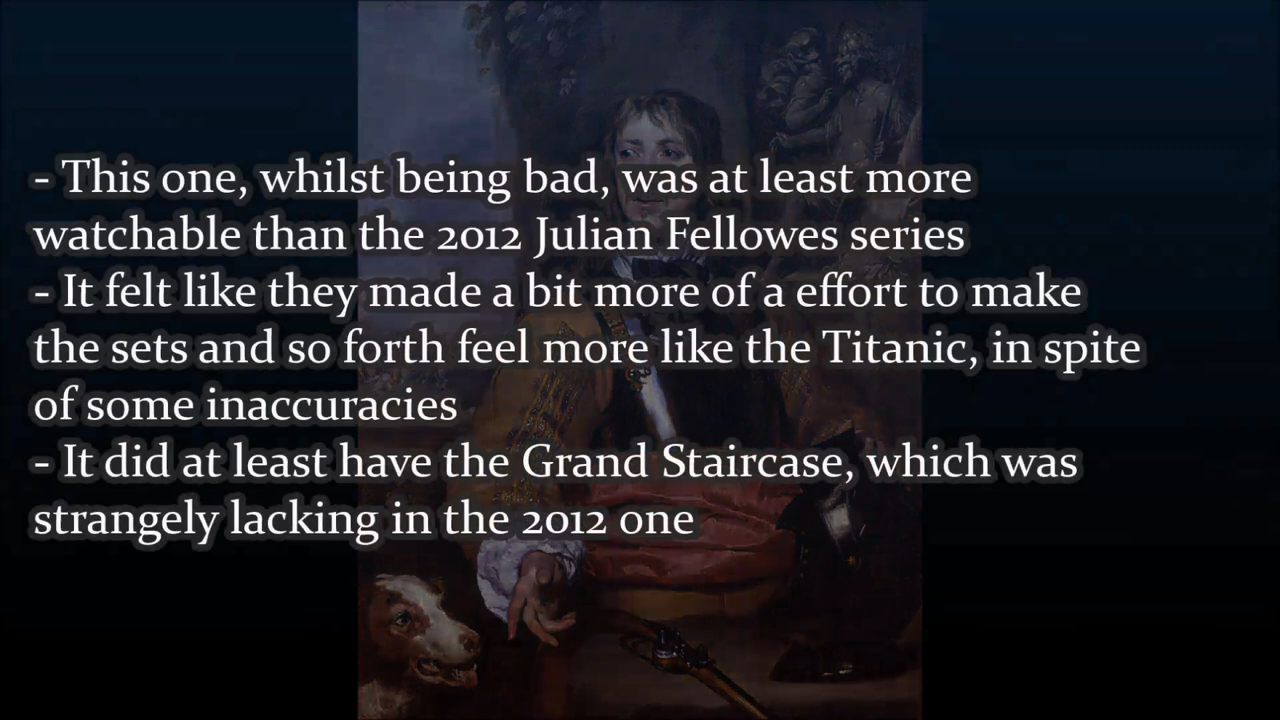 - This one, whilst being bad, was at least more
watchable than the 2012 Julian Fellowes series
- It felt like they made a bit more of a effort to make
the sets and so forth feel more like the Titanic, in spite
of some inaccuracies
- It did at least have the Grand Staircase, which was
strangely lacking in the 2012 one